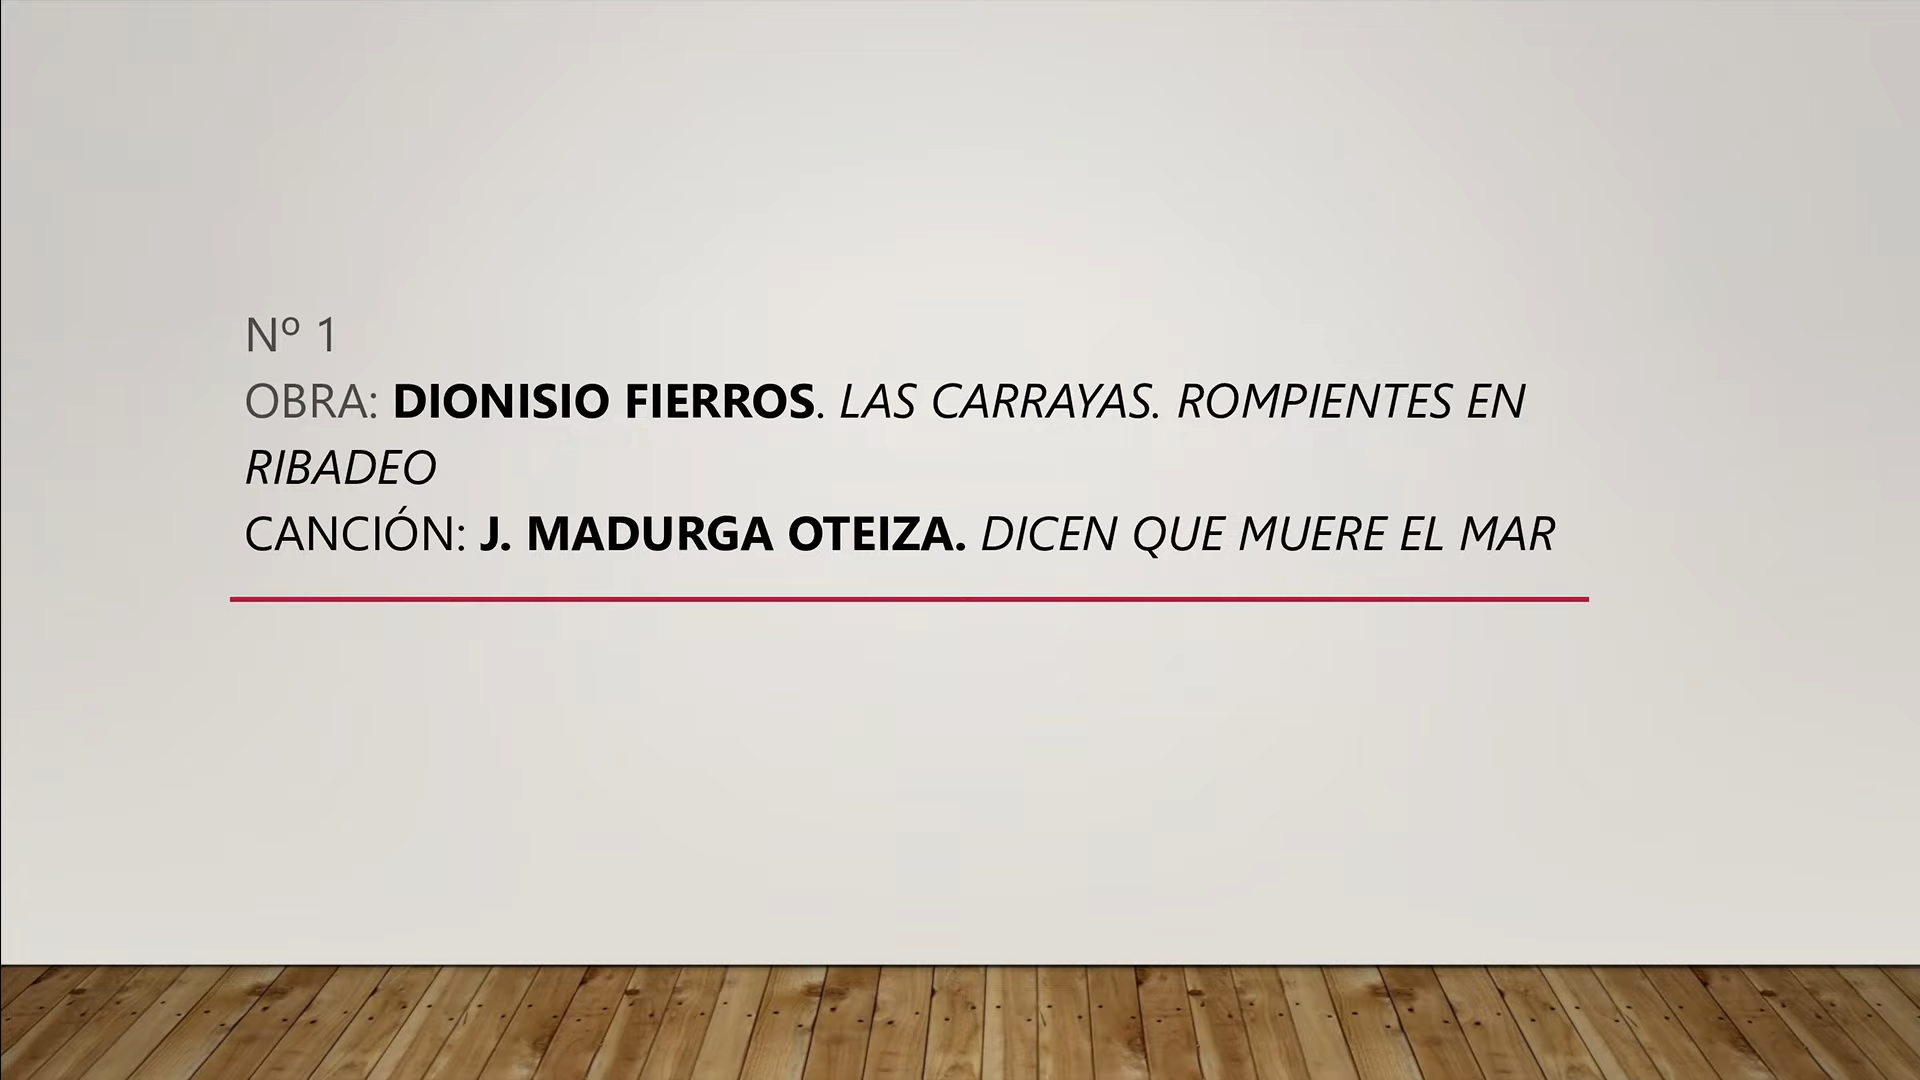 Nº 1
OBRA: DIONISIO FIERROS. LAS CARRAYAS. ROMPIENTES EN
RIBADEO
CANCIÓN: J. MADURGA OTEIZA. DICEN QUE MUERE EL MAR